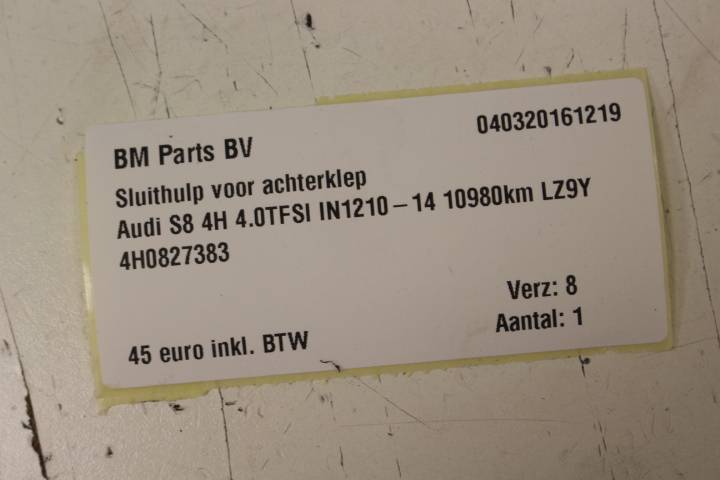 BM Parts BV 040320161219
Sluithulp voor achterklep
Audi S8 4H 4.0TFSI IN1210-14 10980km LZ9Y
4H0827383
Verz: 8
45 euro inkl. BTW Aantal: 1